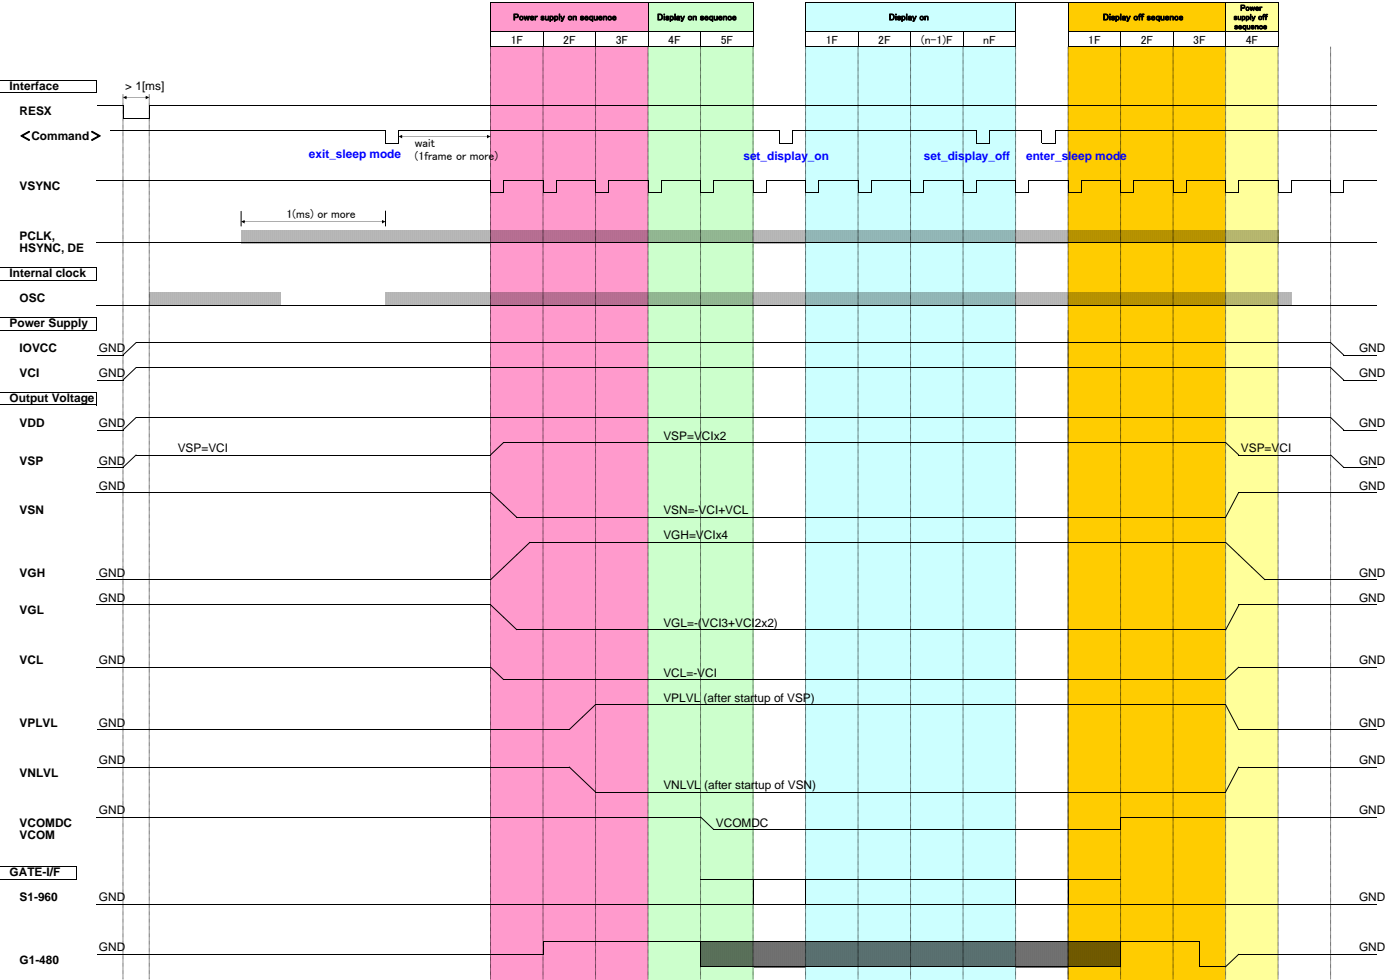 Power supply on sequence
Display on sequence
Display on
Display off sequence
Power
supply off
sequence
1F 2F 3F 4F 5F 1F 2F (n-1)F nF 1F 2F 3F 4F
Interface
> 1[ms]
RESX
<Command>
wait
(1frame or more)
exit_sleep mode
set_display_on
set_display_off
enter_sleep mode
VSYNC
1(ms) or more
PCLK,
HSYNC, DE
Internal clock
OSC
Power Supply
IOVCC GND GND
VCI GND GND
Output Voltage
VDD GND GND
VSP=VCI VSP=VCIx2 VSP=VCI
VSP GND GND
GND GND
VSN VSN=-VCI+VCL
VGH=VCIx4
VGH GND GND
GND GND
VGL VGL=-(VCI3+VCI2x2)
VCL GND GND
VCL=-VCI
VPLVL (after startup of VSP)
VPLVL GND GND
GND GND
VNLVL VNLVL (after startup of VSN)
GND GND
VCOMDC
VCOM
VCOMDC
GATE-I/F
S1-960 GND GND
GND GND
G1-480